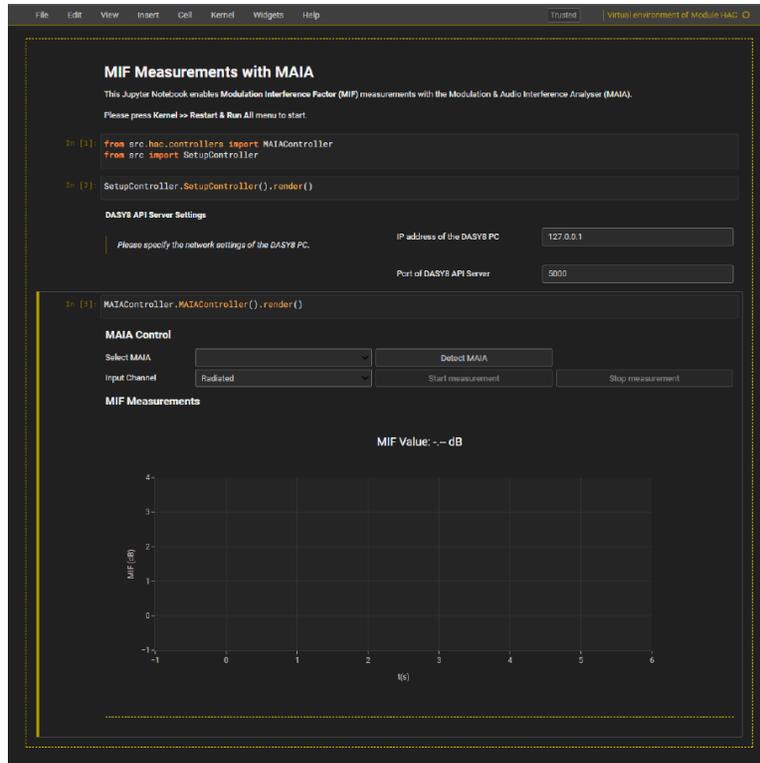 File Edit View Insert Cell Kernel Widgets Help Trusted Virtual environment of Module HAC
MIF Measurements with MAIA
This Jupyter Notebook enables Modulation Interference Factor (MIF) measurements with the Modulation & Audio Interference Analyser (MAIA).
Please press Kernel >> Restart & Run All menu to start.
In [1]: from src.hac.controllers import MAIAController
from src import SetupController
In [2]: SetupController.SetupController().render()
DASY8 API Server Settings
Please specify the network settings of the DASY8 PC.
IP address of the DASY8 PC 127.0.0.1
Port of DASY8 API Server 5000
In [3]: MAIAController.MAIAController().render()
MAIA Control
Select MAIA Detect MAIA
Input Channel Radiated Start measurement Stop measurement
MIF Measurements
MIF Value: -.-- dB
4
3
2
1
0
−1
MIF (dB)
−1 0 1 2 3 4 5 6
t(s)